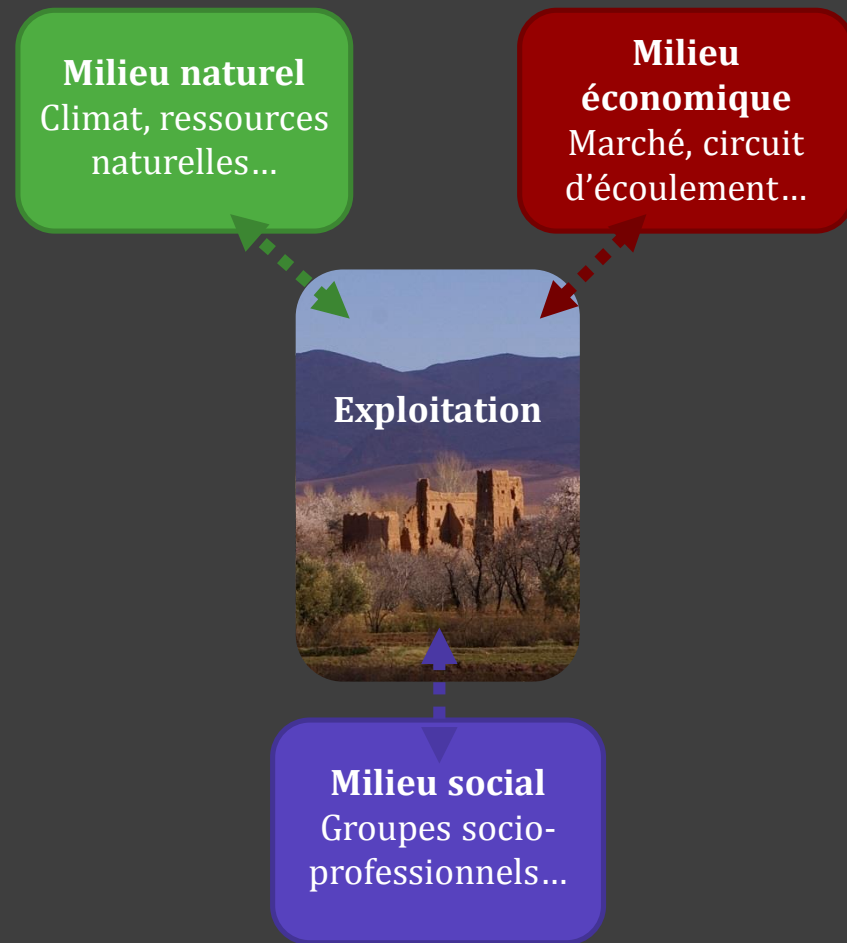 Milieu naturel
Climat, ressources
naturelles…
Milieu
économique
Marché, circuit
d’écoulement…
Exploitation
Milieu social
Groupes socio-
professionnels…